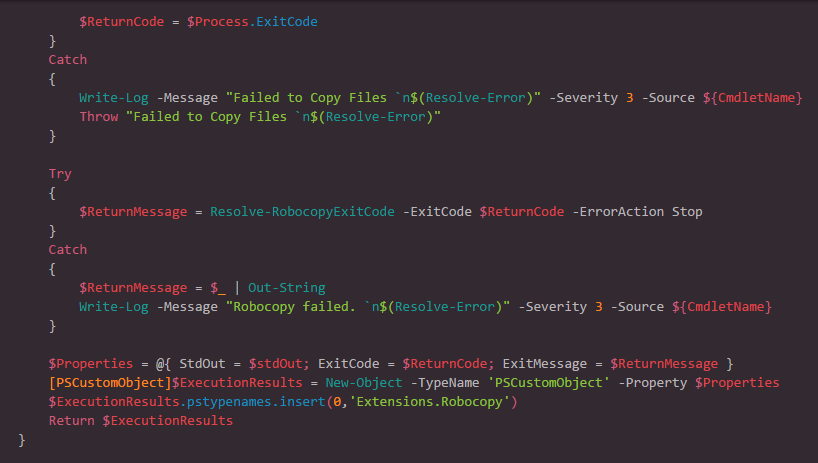 $ReturnCode = $Process.ExitCode
}
Catch
{
Write-Log -Message "Failed to Copy Files `n$(Resolve-Error)" -Severity 3 -Source ${CmdletName}
Throw "Failed to Copy Files `n$(Resolve-Error)"
}
Try
{
$ReturnMessage = Resolve-RobocopyExitCode -ExitCode $ReturnCode -ErrorAction Stop
}
Catch
{
$ReturnMessage = $_ | Out-String
Write-Log -Message "Robocopy failed. `n$(Resolve-Error)" -Severity 3 -Source ${CmdletName}
}
$Properties = @{ StdOut = $stdOut; ExitCode = $ReturnCode; ExitMessage = $ReturnMessage }
[PSCustomObject]$ExecutionResults = New-Object -TypeName 'PSCustomObject' -Property $Properties
$ExecutionResults.pstypenames.insert(0,'Extensions.Robocopy')
Return $ExecutionResults
}